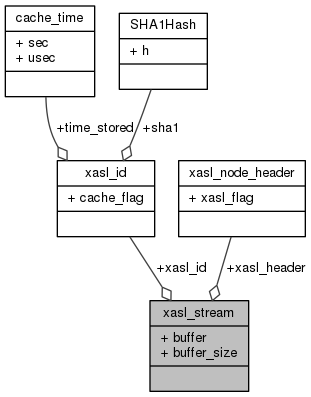 cache_time
+ sec
+ usec
SHA1Hash
+ h
+time_stored
+sha1
xasl_id
+ cache_flag
xasl_node_header
+ xasl_flag
+xasl_id
+xasl_header
xasl_stream
+ buffer
+ buffer_size